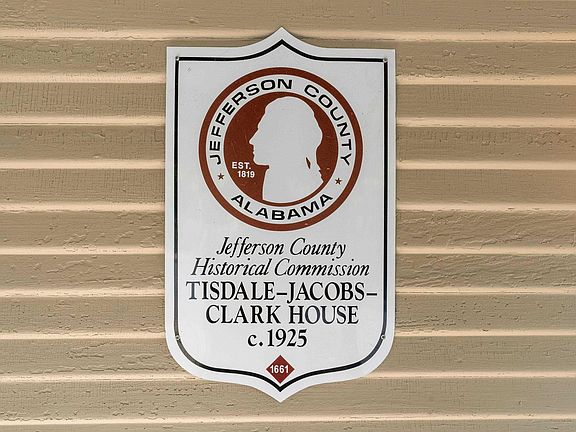 JEFFERSON COUNTY
EST.
1819
ALABAMA
Jefferson County
Historical Commission
TISDALE–JACOBS–
CLARK HOUSE
c.1925
1661